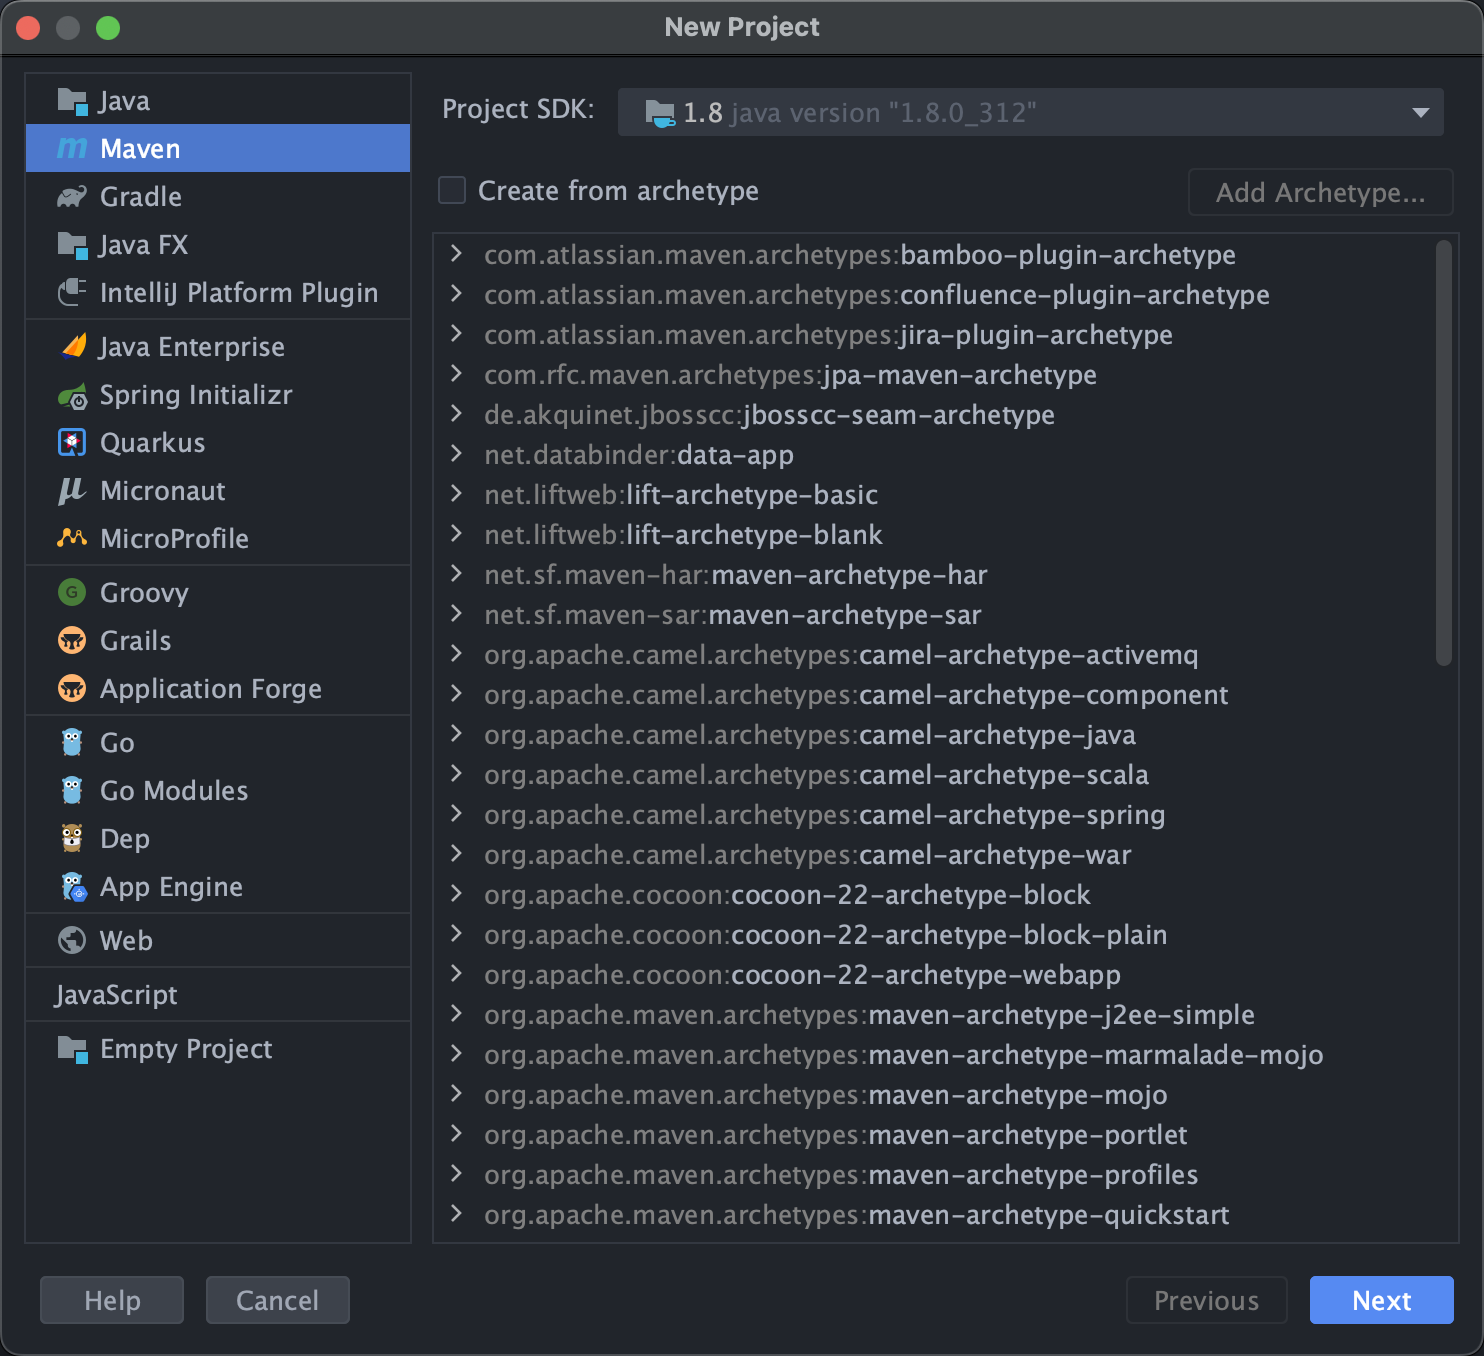 New Project
Java
Maven
Gradle
Java FX
IntelliJ Platform Plugin
Java Enterprise
Spring Initializr
Quarkus
Micronaut
MicroProfile
Groovy
Grails
Application Forge
Go
Go Modules
Dep
App Engine
Web
JavaScript
Empty Project
Project SDK: 1.8 java version "1.8.0_312"
Create from archetype
Add Archetype...
com.atlassian.maven.archetypes:bamboo-plugin-archetype
com.atlassian.maven.archetypes:confluence-plugin-archetype
com.atlassian.maven.archetypes:jira-plugin-archetype
com.rfc.maven.archetypes:jpa-maven-archetype
de.akquinet.jbosscc:jbosscc-seam-archetype
net.databinder:data-app
net.liftweb:lift-archetype-basic
net.liftweb:lift-archetype-blank
net.sf.maven-har:maven-archetype-har
net.sf.maven-sar:maven-archetype-sar
org.apache.camel.archetypes:camel-archetype-activemq
org.apache.camel.archetypes:camel-archetype-component
org.apache.camel.archetypes:camel-archetype-java
org.apache.camel.archetypes:camel-archetype-scala
org.apache.camel.archetypes:camel-archetype-spring
org.apache.camel.archetypes:camel-archetype-war
org.apache.cocoon:cocoon-22-archetype-block
org.apache.cocoon:cocoon-22-archetype-block-plain
org.apache.cocoon:cocoon-22-archetype-webapp
org.apache.maven.archetypes:maven-archetype-j2ee-simple
org.apache.maven.archetypes:maven-archetype-marmalade-mojo
org.apache.maven.archetypes:maven-archetype-mojo
org.apache.maven.archetypes:maven-archetype-portlet
org.apache.maven.archetypes:maven-archetype-profiles
org.apache.maven.archetypes:maven-archetype-quickstart
Help
Cancel
Previous
Next